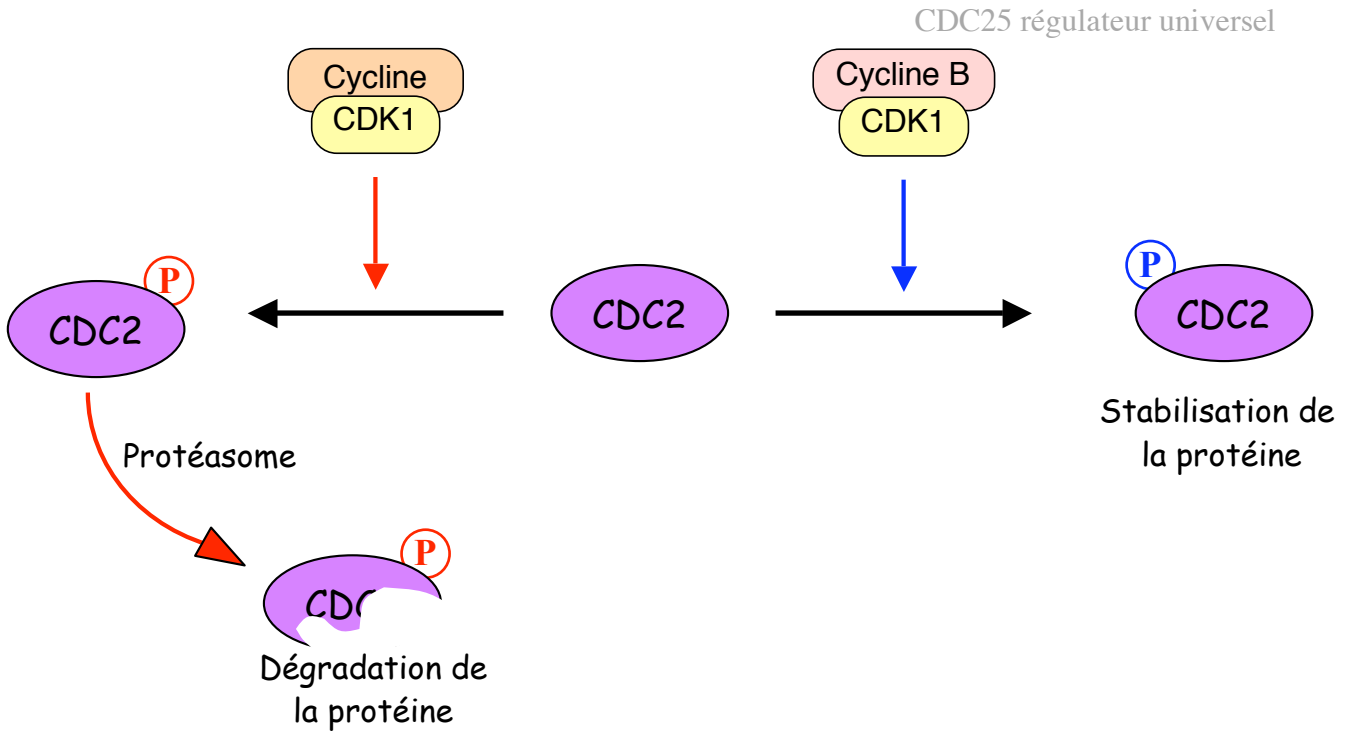 CDC25 régulateur universel
Cycline
CDK1
Cycline B
CDK1
P
CDC2
CDC2
P
CDC2
Protéasome
Stabilisation de
la protéine
P
CDC
Dégradation de
la protéine